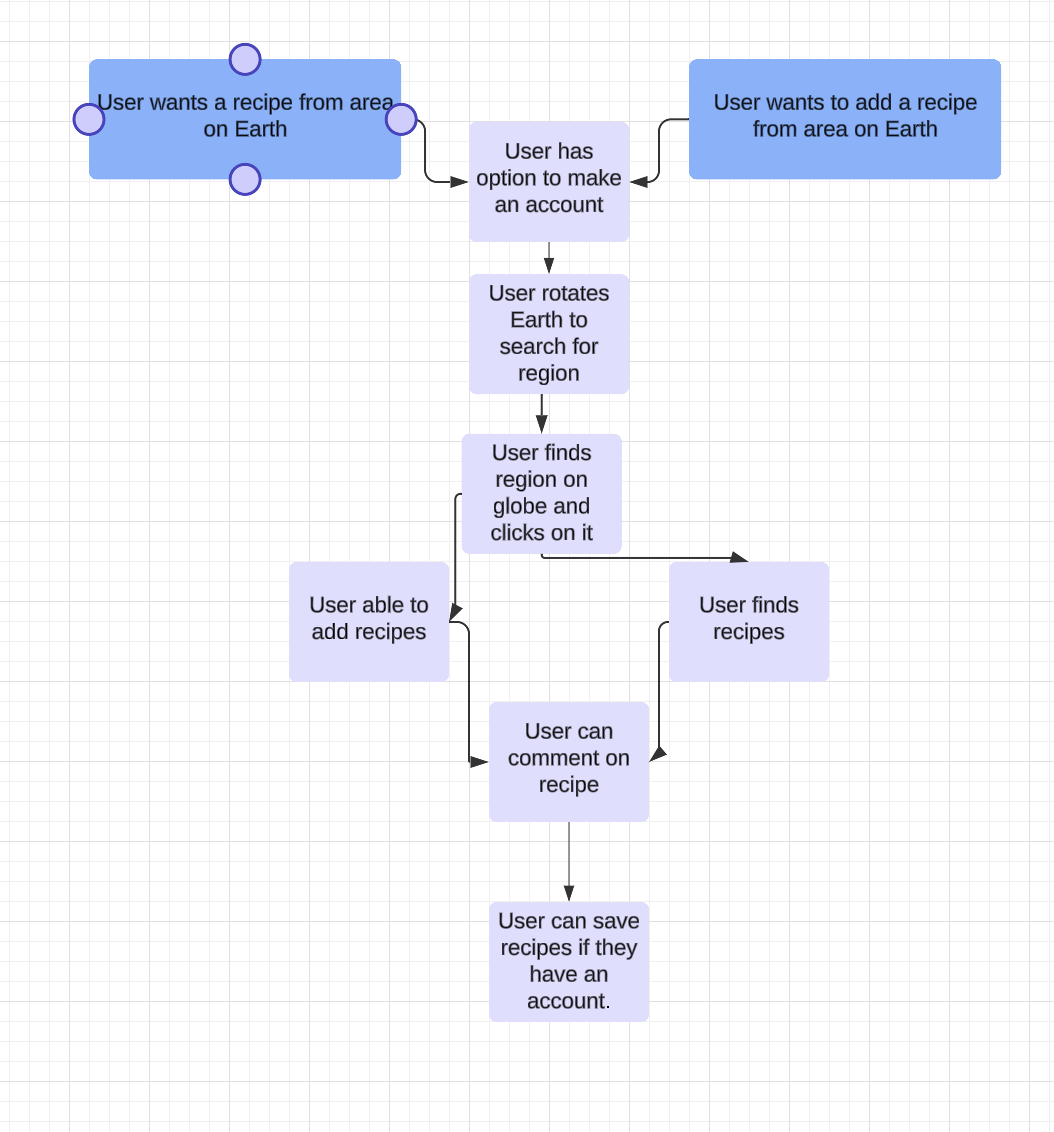 User wants a recipe from area
on Earth
User wants to add a recipe
from area on Earth
User has
option to make
an account
User rotates
Earth to
search for
region
User finds
region on
globe and
clicks on it
User able to
add recipes
User finds
recipes
User can
comment on
recipe
User can save
recipes if they
have an
account.